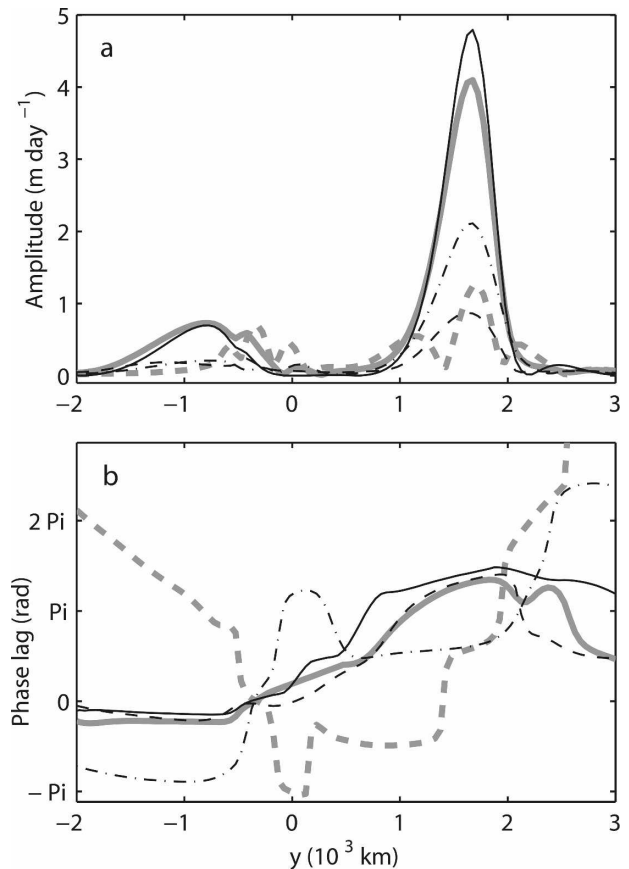 a
5
4
3
2
1
0
Amplitude (m day⁻¹)
−2 −1 0 1 2 3
b
2 Pi
Pi
0
− Pi
Phase lag (rad)
−2 −1 0 1 2 3
y (10³ km)